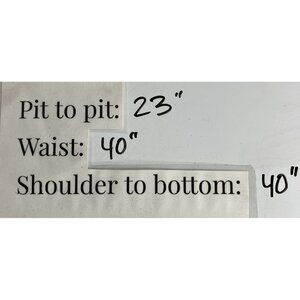 Pit to pit: 23"
Waist: 40"
Shoulder to bottom: 40"